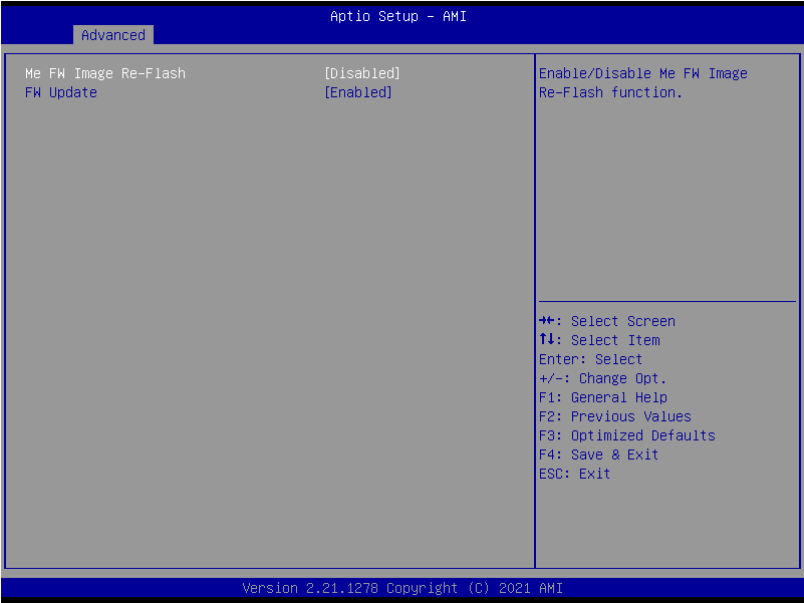 Aptio Setup – AMI
Advanced
Me FW Image Re-Flash [Disabled]
FW Update [Enabled]
Enable/Disable Me FW Image
Re-Flash function.
→←: Select Screen
↑↓: Select Item
Enter: Select
+/-: Change Opt.
F1: General Help
F2: Previous Values
F3: Optimized Defaults
F4: Save & Exit
ESC: Exit
Version 2.21.1278 Copyright (C) 2021 AMI